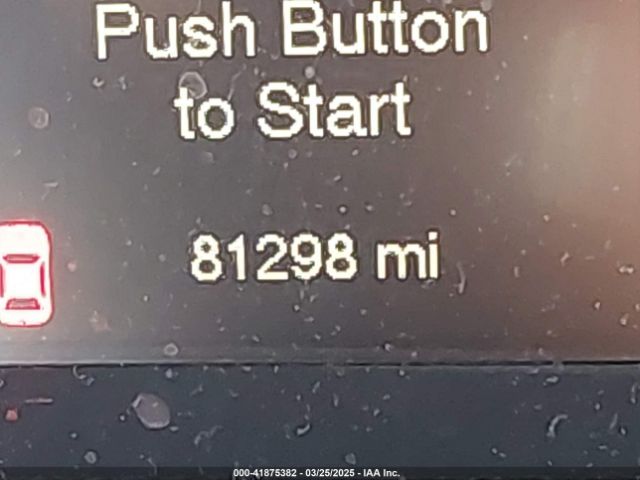 Push Button
to Start
81298 mi
000-41875382 - 03/25/2025 - IAA Inc.